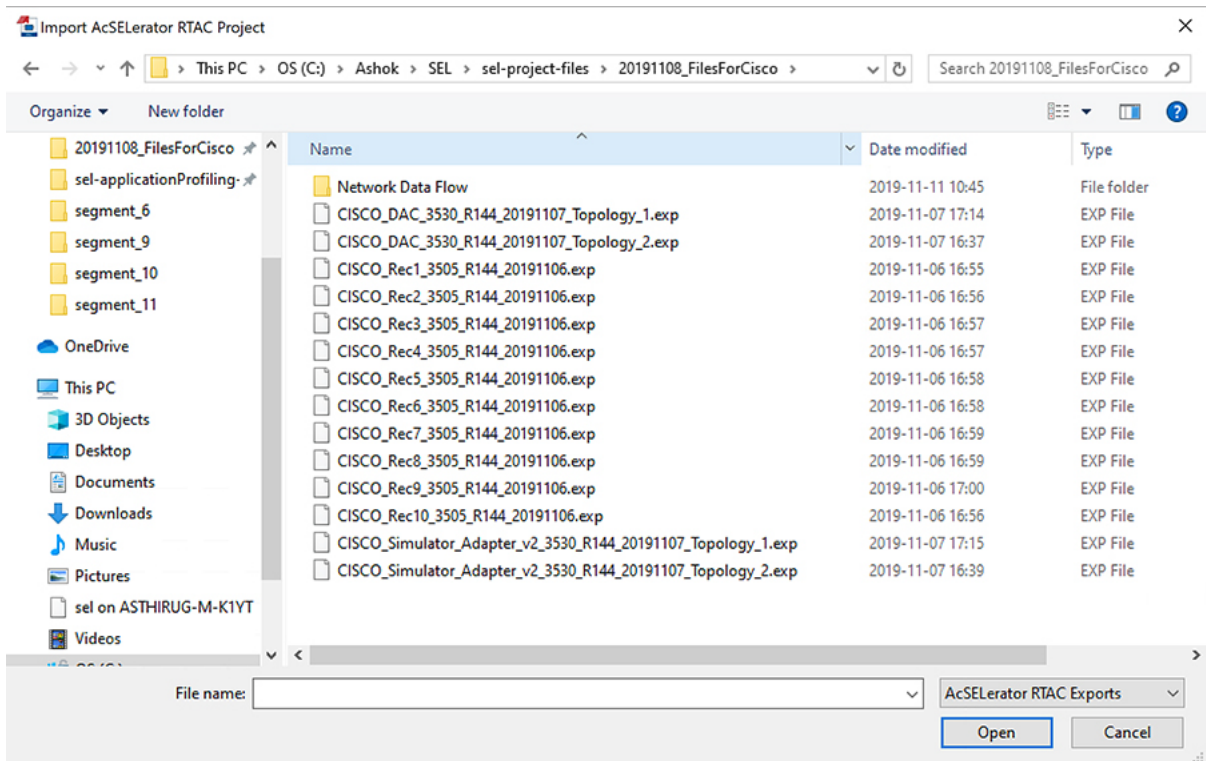 Import AcSELerator RTAC Project
This PC > OS (C:) > Ashok > SEL > sel-project-files > 20191108_FilesForCisco >
Search 20191108_FilesForCisco
Organize
New folder
20191108_FilesForCisco
sel-applicationProfiling-
segment_6
segment_9
segment_10
segment_11
OneDrive
This PC
3D Objects
Desktop
Documents
Downloads
Music
Pictures
sel on ASTHIRUG-M-K1YT
Videos
Name Date modified Type
Network Data Flow 2019-11-11 10:45 File folder
CISCO_DAC_3530_R144_20191107_Topology_1.exp 2019-11-07 17:14 EXP File
CISCO_DAC_3530_R144_20191107_Topology_2.exp 2019-11-07 16:37 EXP File
CISCO_Rec1_3505_R144_20191106.exp 2019-11-06 16:55 EXP File
CISCO_Rec2_3505_R144_20191106.exp 2019-11-06 16:56 EXP File
CISCO_Rec3_3505_R144_20191106.exp 2019-11-06 16:57 EXP File
CISCO_Rec4_3505_R144_20191106.exp 2019-11-06 16:57 EXP File
CISCO_Rec5_3505_R144_20191106.exp 2019-11-06 16:58 EXP File
CISCO_Rec6_3505_R144_20191106.exp 2019-11-06 16:58 EXP File
CISCO_Rec7_3505_R144_20191106.exp 2019-11-06 16:59 EXP File
CISCO_Rec8_3505_R144_20191106.exp 2019-11-06 16:59 EXP File
CISCO_Rec9_3505_R144_20191106.exp 2019-11-06 17:00 EXP File
CISCO_Rec10_3505_R144_20191106.exp 2019-11-06 16:56 EXP File
CISCO_Simulator_Adapter_v2_3530_R144_20191107_Topology_1.exp 2019-11-07 17:15 EXP File
CISCO_Simulator_Adapter_v2_3530_R144_20191107_Topology_2.exp 2019-11-07 16:39 EXP File
File name:
AcSELerator RTAC Exports
Open
Cancel